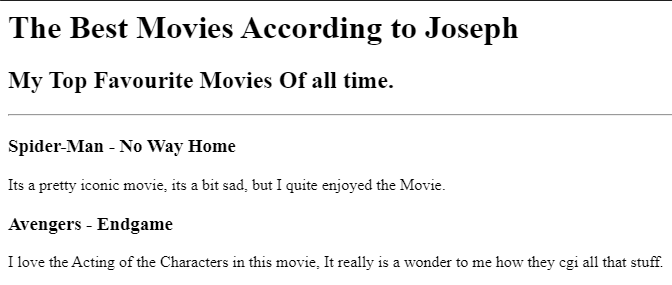 The Best Movies According to Joseph
My Top Favourite Movies Of all time.
Spider-Man - No Way Home
Its a pretty iconic movie, its a bit sad, but I quite enjoyed the Movie.
Avengers - Endgame
I love the Acting of the Characters in this movie, It really is a wonder to me how they cgi all that stuff.